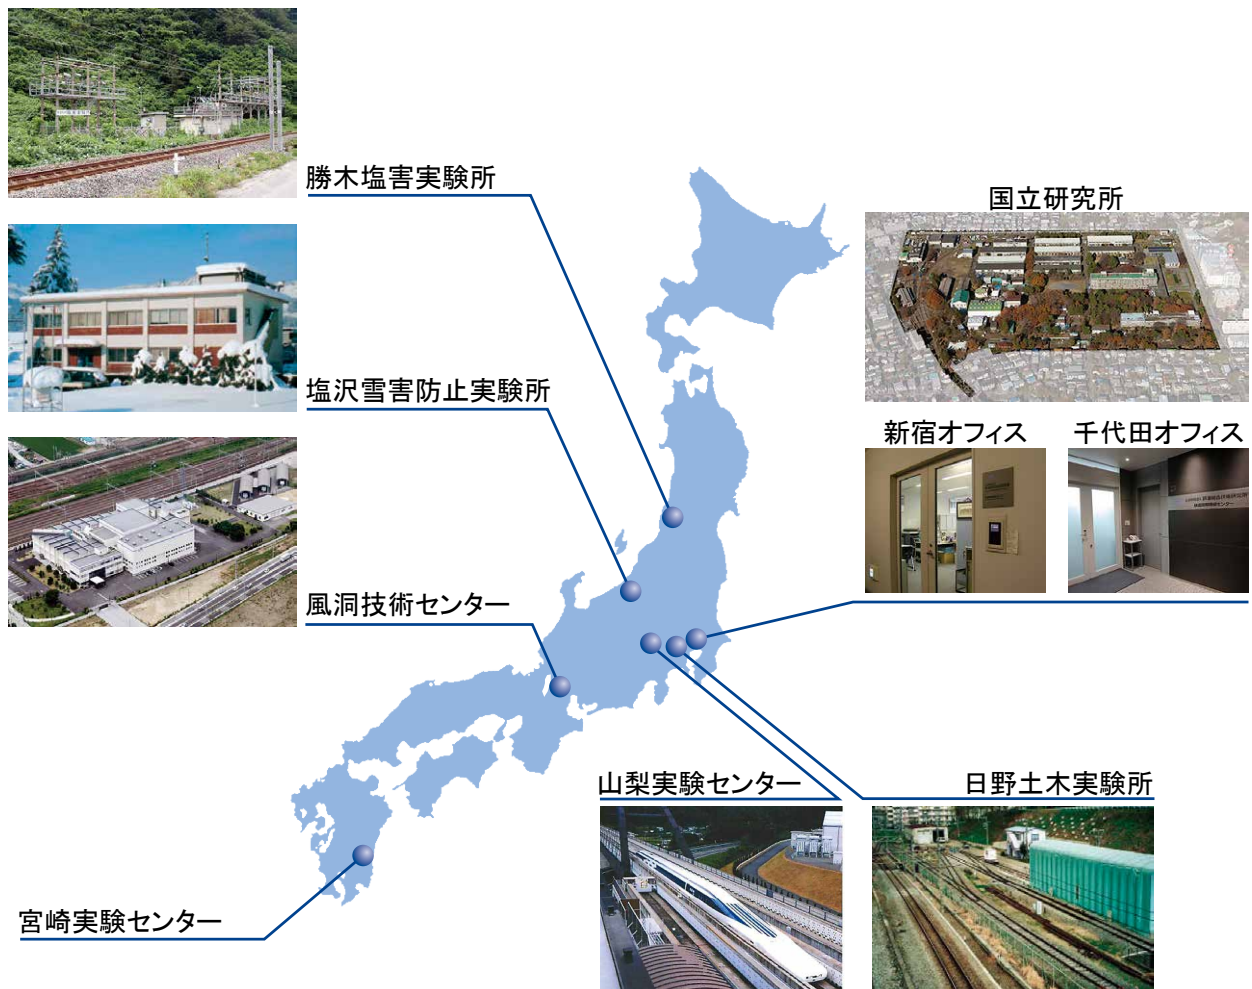 勝木塩害実験所
国立研究所
塩沢雪害防止実験所
新宿オフィス
千代田オフィス
風洞技術センター
山梨実験センター
日野土木実験所
宮崎実験センター